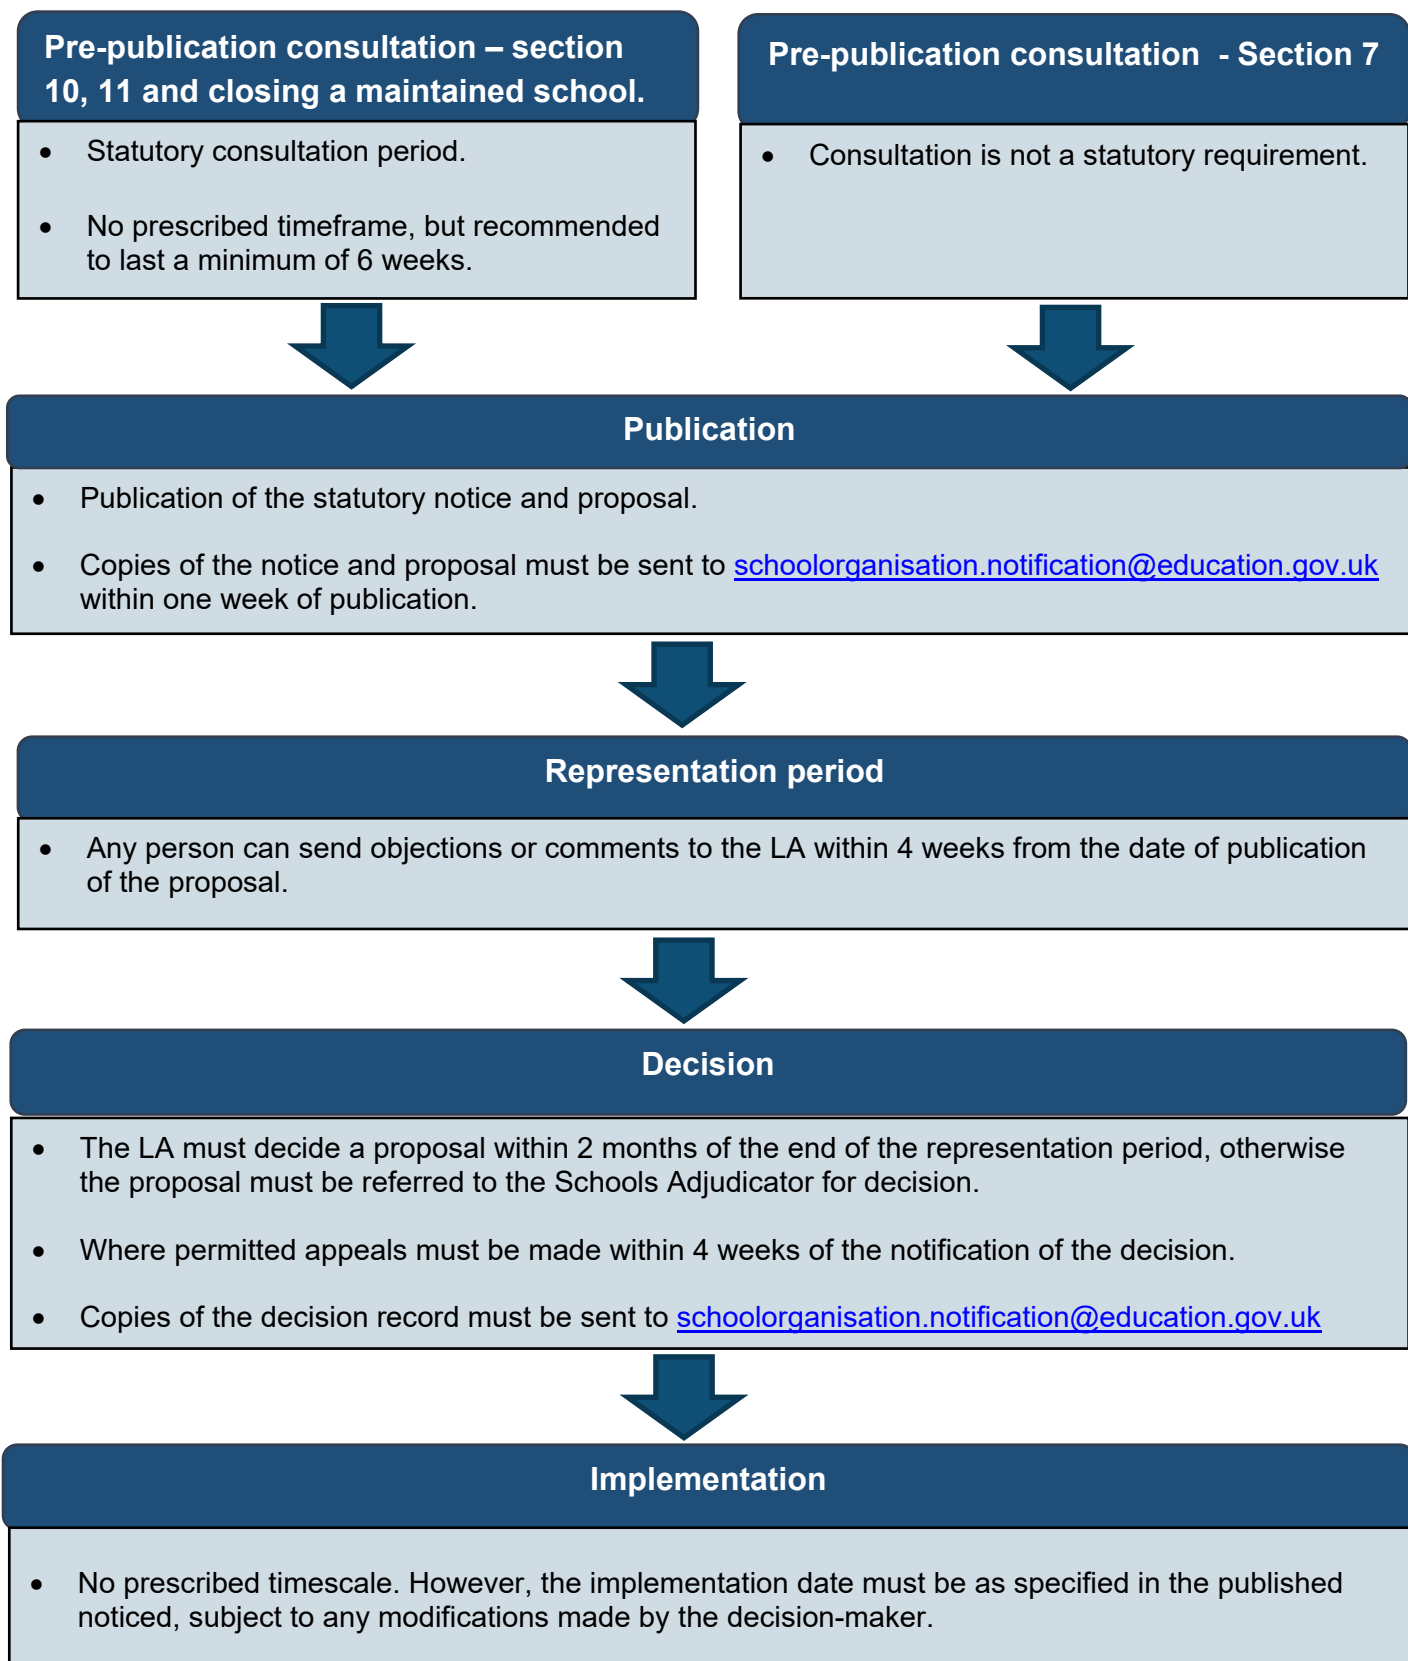 Pre-publication consultation – section
10, 11 and closing a maintained school.
• Statutory consultation period.
• No prescribed timeframe, but recommended
to last a minimum of 6 weeks.
Pre-publication consultation - Section 7
• Consultation is not a statutory requirement.
Publication
• Publication of the statutory notice and proposal.
• Copies of the notice and proposal must be sent to schoolorganisation.notification@education.gov.uk
within one week of publication.
Representation period
• Any person can send objections or comments to the LA within 4 weeks from the date of publication
of the proposal.
Decision
• The LA must decide a proposal within 2 months of the end of the representation period, otherwise
the proposal must be referred to the Schools Adjudicator for decision.
• Where permitted appeals must be made within 4 weeks of the notification of the decision.
• Copies of the decision record must be sent to schoolorganisation.notification@education.gov.uk
Implementation
• No prescribed timescale. However, the implementation date must be as specified in the published
noticed, subject to any modifications made by the decision-maker.